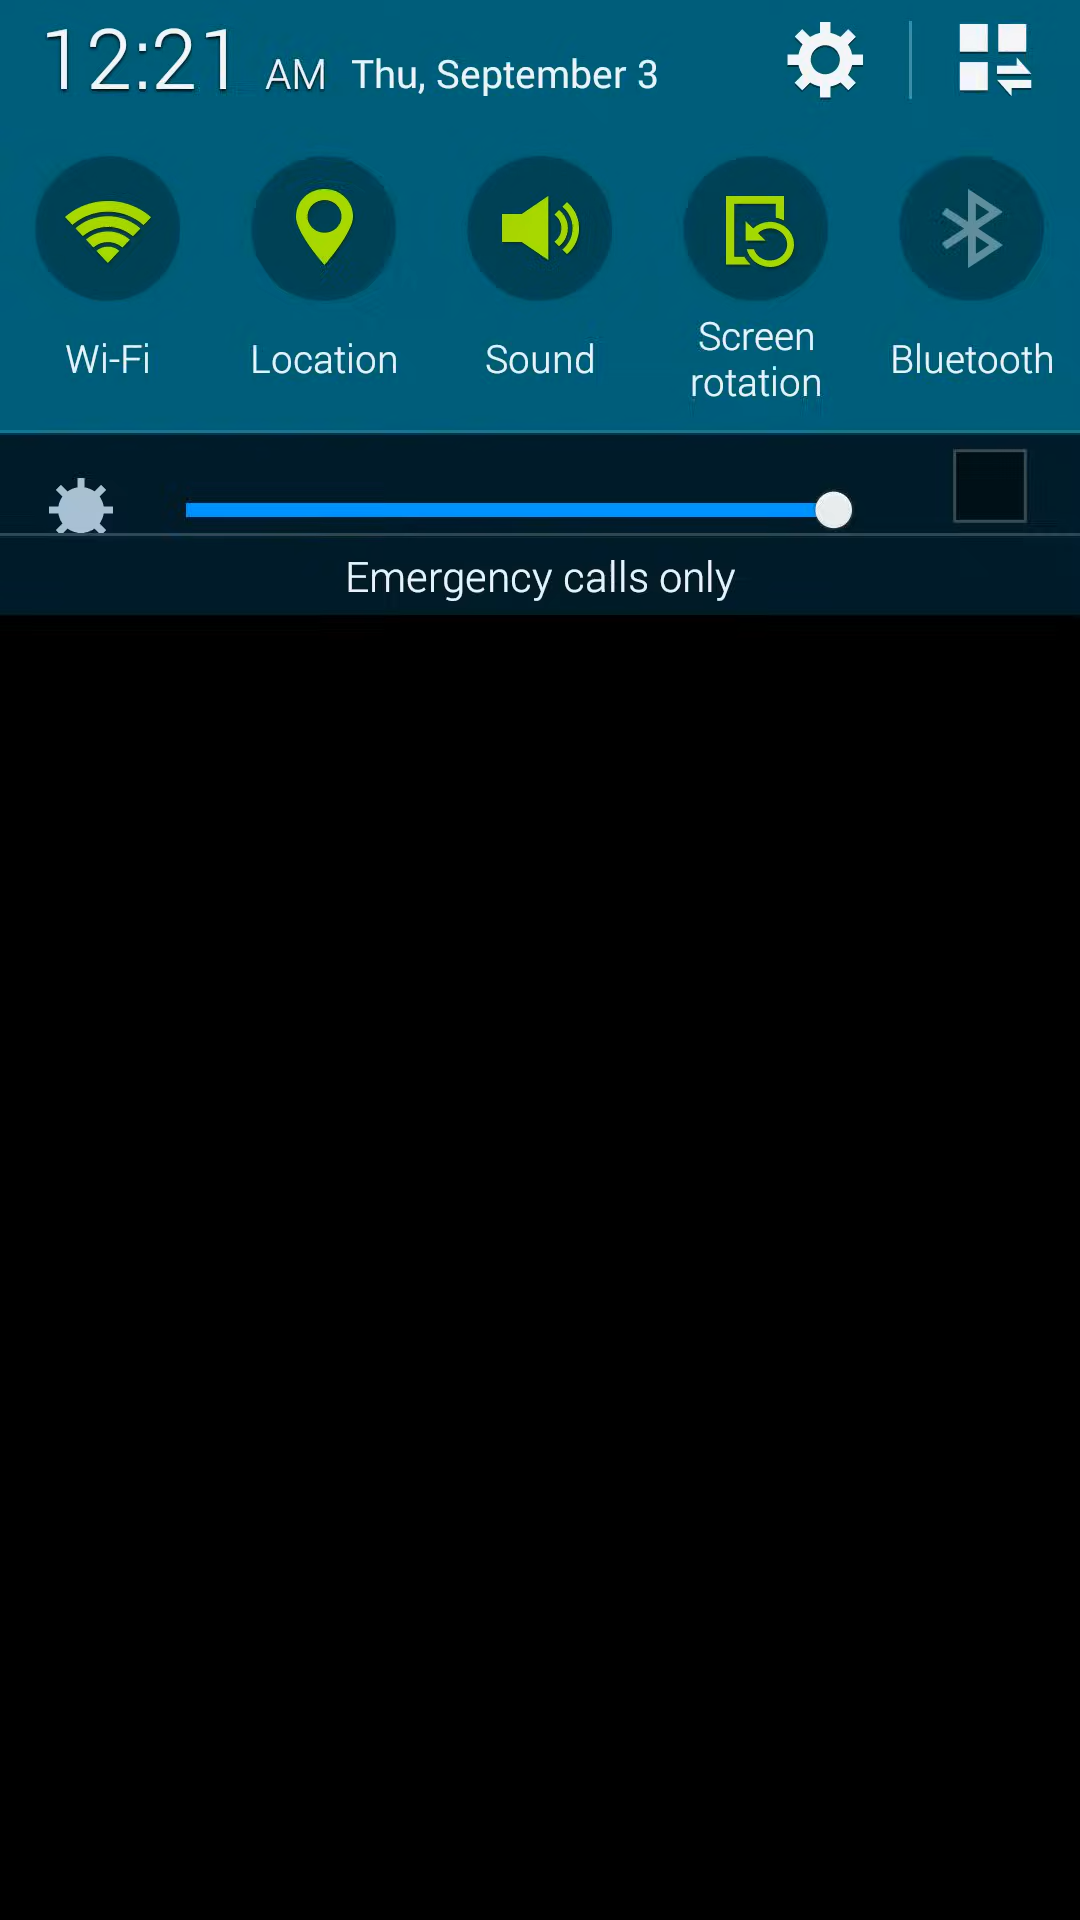 12:21 AM Thu, September 3
Wi-Fi
Location
Sound
Screen
rotation
Bluetooth
Emergency calls only